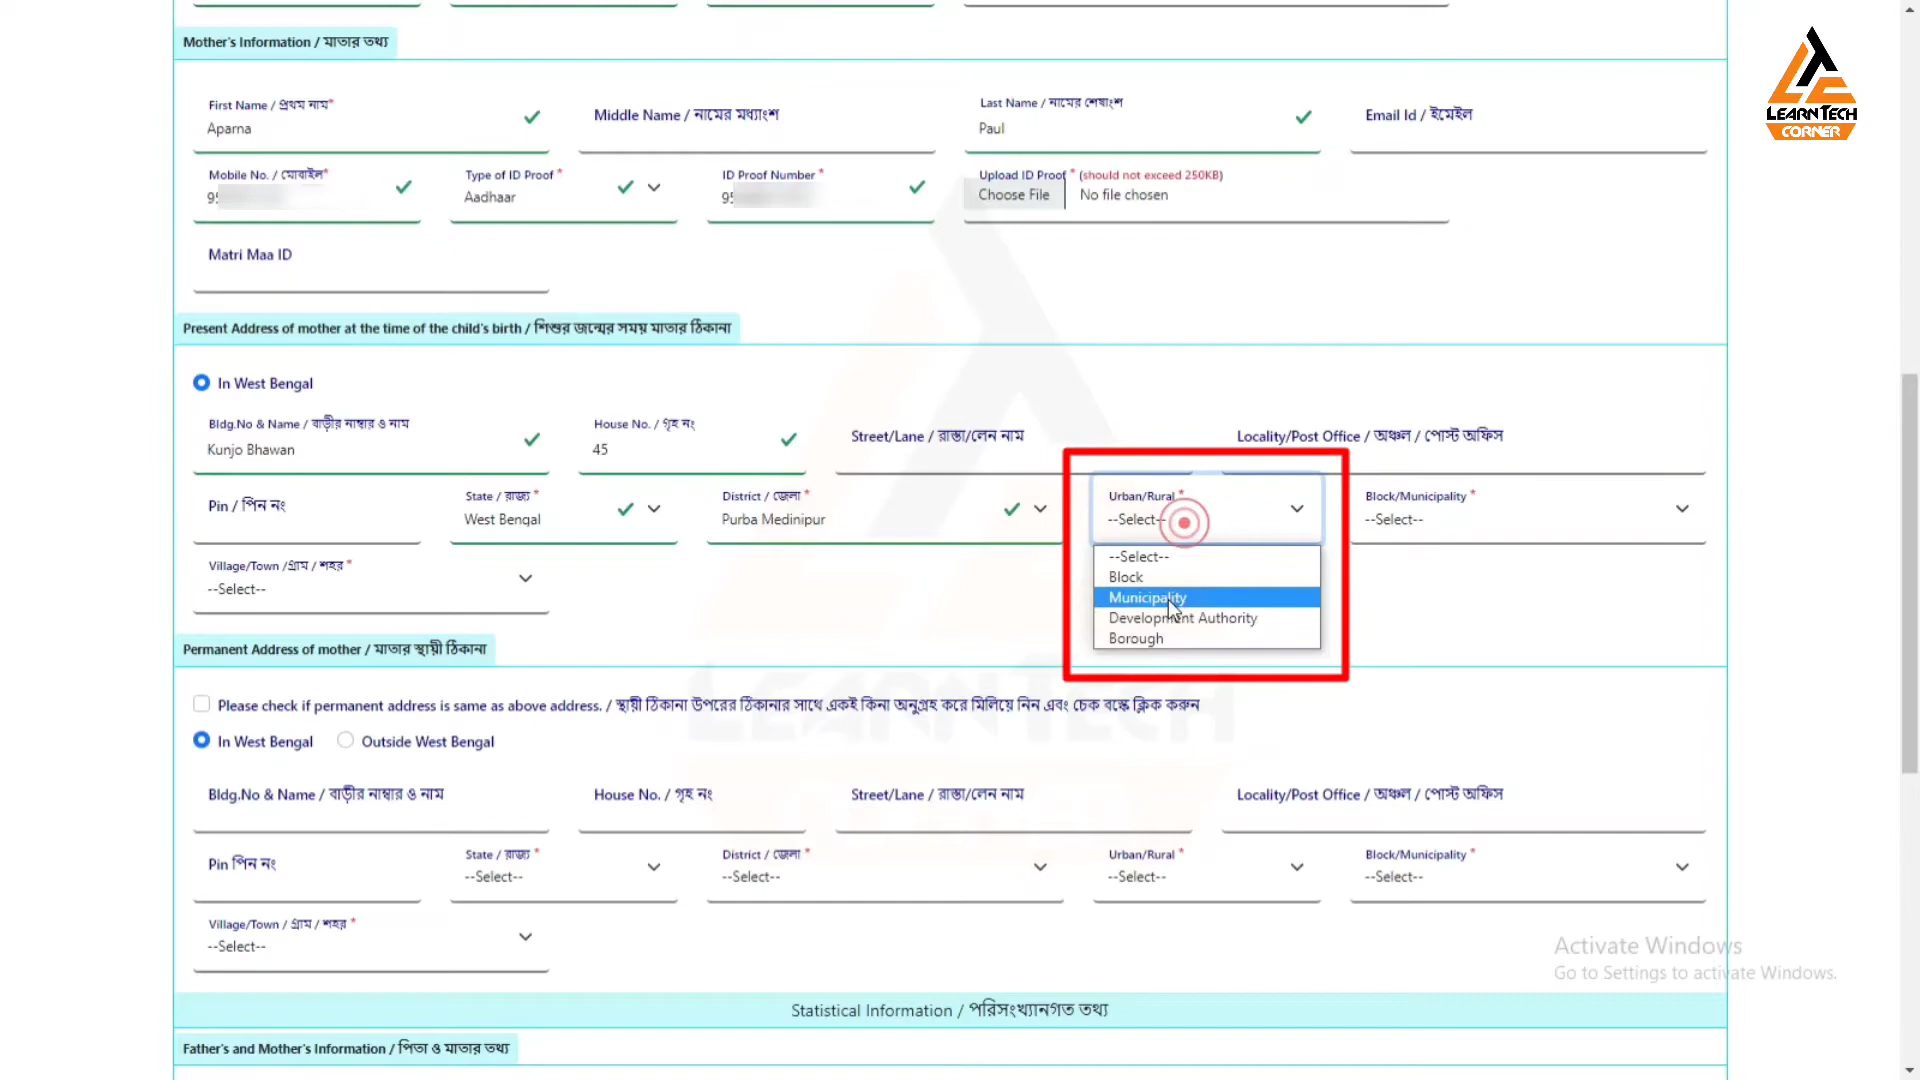 Mother's Information / মাতার তথ্য
First Name / প্রথম নাম*
Aparna
Middle Name / নামের মধ্যাংশ
Last Name / নামের শেষাংশ
Paul
Email Id / ইমেইল
Mobile No. / মোবাইল*
95
Type of ID Proof *
Aadhaar
ID Proof Number *
95
Upload ID Proof * (should not exceed 250KB)
Choose File No file chosen
Matri Maa ID
Present Address of mother at the time of the child's birth / শিশুর জন্মের সময় মাতার ঠিকানা
In West Bengal
Bldg.No & Name / বাড়ীর নাম্বার ও নাম
Kunjo Bhawan
House No. / গৃহ নং
45
Street/Lane / রাস্তা/লেন নাম
Locality/Post Office / অঞ্চল / পোস্ট অফিস
Pin / পিন নং
State / রাজ্য *
West Bengal
District / জেলা *
Purba Medinipur
Urban/Rural *
--Select--
Block/Municipality *
--Select--
--Select--
Block
Municipality
Development Authority
Borough
Village/Town /গ্রাম / শহর *
--Select--
Permanent Address of mother / মাতার স্থায়ী ঠিকানা
Please check if permanent address is same as above address. / স্থায়ী ঠিকানা উপরের ঠিকানার সাথে একই কিনা অনুগ্রহ করে মিলিয়ে নিন এবং চেক বক্সে ক্লিক করুন
In West Bengal Outside West Bengal
Bldg.No & Name / বাড়ীর নাম্বার ও নাম
House No. / গৃহ নং
Street/Lane / রাস্তা/লেন নাম
Locality/Post Office / অঞ্চল / পোস্ট অফিস
Pin পিন নং
State / রাজ্য *
--Select--
District / জেলা *
--Select--
Urban/Rural *
--Select--
Block/Municipality *
--Select--
Village/Town / গ্রাম / শহর *
--Select--
Statistical Information / পরিসংখ্যানগত তথ্য
Father's and Mother's Information / পিতা ও মাতার তথ্য
LEARNTECH
CORNER
LEARNTECH
Activate Windows
Go to Settings to activate Windows.